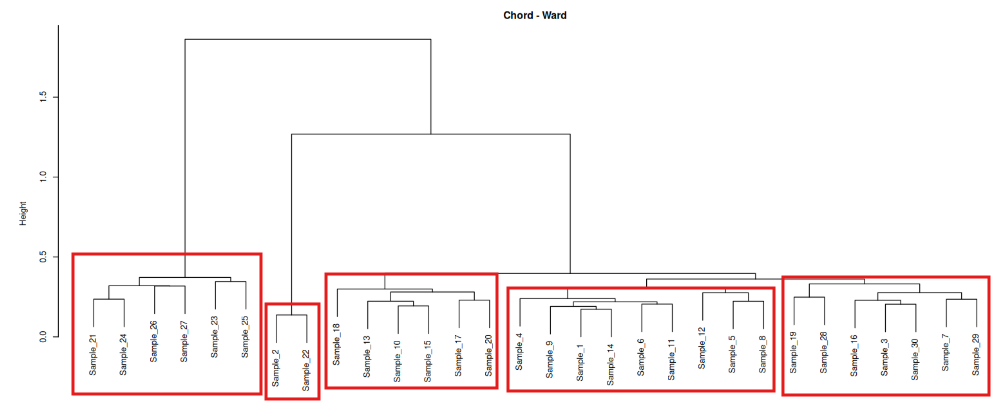 Chord - Ward
Height
0.0
0.5
1.0
1.5
Sample_21
Sample_24
Sample_26
Sample_27
Sample_23
Sample_25
Sample_2
Sample_22
Sample_18
Sample_13
Sample_10
Sample_15
Sample_17
Sample_20
Sample_4
Sample_9
Sample_1
Sample_14
Sample_6
Sample_11
Sample_12
Sample_5
Sample_8
Sample_19
Sample_28
Sample_16
Sample_3
Sample_30
Sample_7
Sample_29